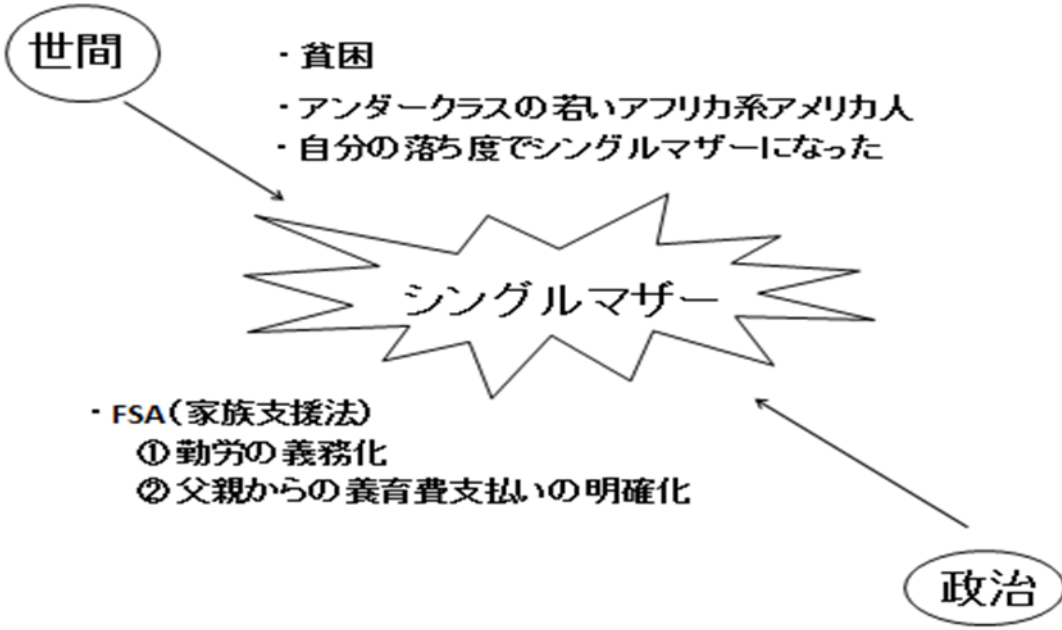 世間
・貧困
・アンダークラスの若いアフリカ系アメリカ人
・自分の落ち度でシングルマザーになった
シングルマザー
・FSA(家族支援法)
①勤労の義務化
②父親からの養育費支払いの明確化
政治